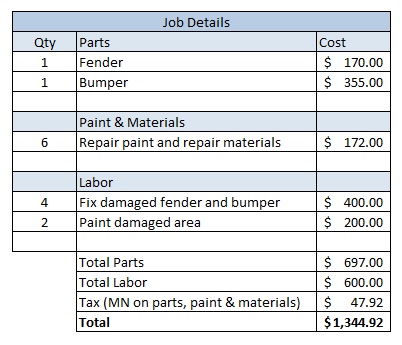 Job Details
Qty Parts Cost
1 Fender $ 170.00
1 Bumper $ 355.00
Paint & Materials
6 Repair paint and repair materials $ 172.00
Labor
4 Fix damaged fender and bumper $ 400.00
2 Paint damaged area $ 200.00
Total Parts $ 697.00
Total Labor $ 600.00
Tax (MN on parts, paint & materials) $ 47.92
Total $1,344.92